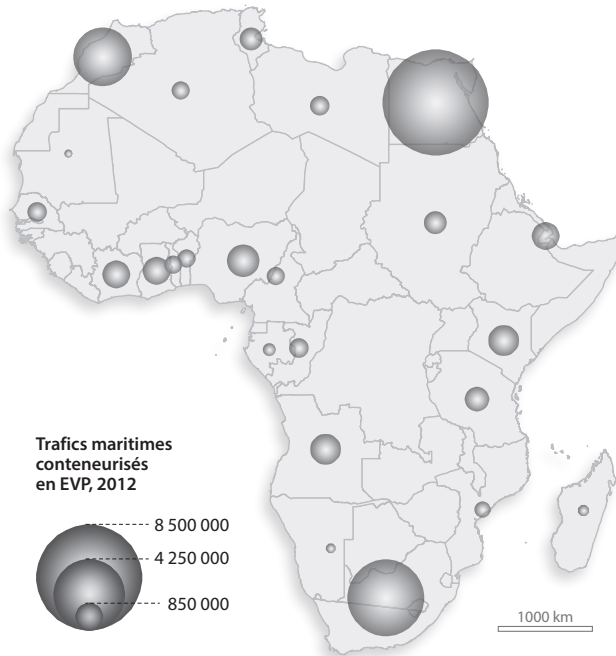 Trafics maritimes
conteneurisés
en EVP, 2012
8 500 000
4 250 000
850 000
1000 km